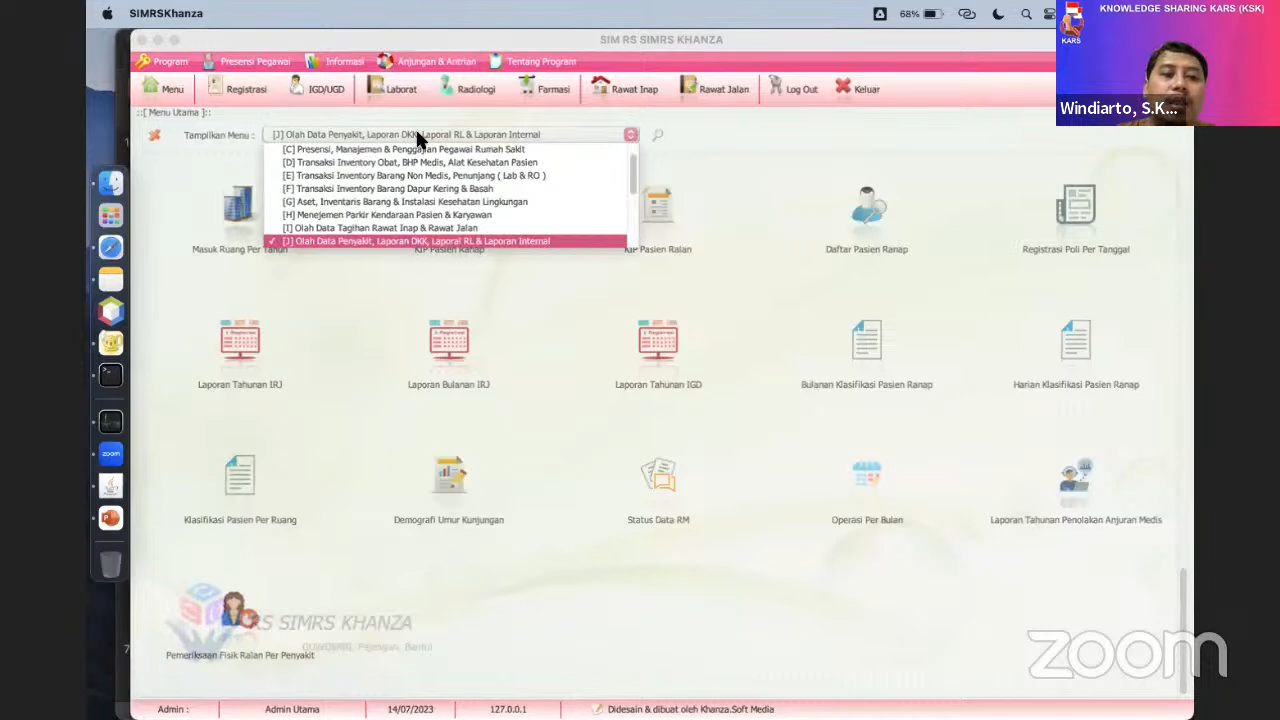 SIMRSKhanza
68%
KNOWLEDGE SHARING KARS (KSK)
KARS
Windiarto, S.K...
SIM RS SIMRS KHANZA
Program Presensi Pegawai Informasi Anjungan & Antrian Tentang Program
Menu Registrasi IGD/UGD Laborat Radiologi Farmasi Rawat Inap Rawat Jalan Log Out Keluar
::[ Menu Utama ]::
Tampilkan Menu : [J] Olah Data Penyakit, Laporan DKK, Laporal RL & Laporan Internal
[C] Presensi, Manajemen & Penggajian Pegawai Rumah Sakit
[D] Transaksi Inventory Obat, BHP Medis, Alat Kesehatan Pasien
[E] Transaksi Inventory Barang Non Medis, Penunjang ( Lab & RO )
[F] Transaksi Inventory Barang Dapur Kering & Basah
[G] Aset, Inventaris Barang & Instalasi Kesehatan Lingkungan
[H] Menejemen Parkir Kendaraan Pasien & Karyawan
[I] Olah Data Tagihan Rawat Inap & Rawat Jalan
✓ [J] Olah Data Penyakit, Laporan DKK, Laporal RL & Laporan Internal
Masuk Ruang Per Tahun KIP Pasien Ranap KIP Pasien Ralan Daftar Pasien Ranap Registrasi Poli Per Tanggal
Laporan Tahunan IRJ Laporan Bulanan IRJ Laporan Tahunan IGD Bulanan Klasifikasi Pasien Ranap Harian Klasifikasi Pasien Ranap
Klasifikasi Pasien Per Ruang Demografi Umur Kunjungan Status Data RM Operasi Per Bulan Laporan Tahunan Penolakan Anjuran Medis
RS SIMRS KHANZA
Bantul
Pemeriksaan Fisik Ralan Per Penyakit
zoom
zoom
Admin : Admin Utama 14/07/2023 127.0.0.1 Didesain & dibuat oleh Khanza.Soft Media